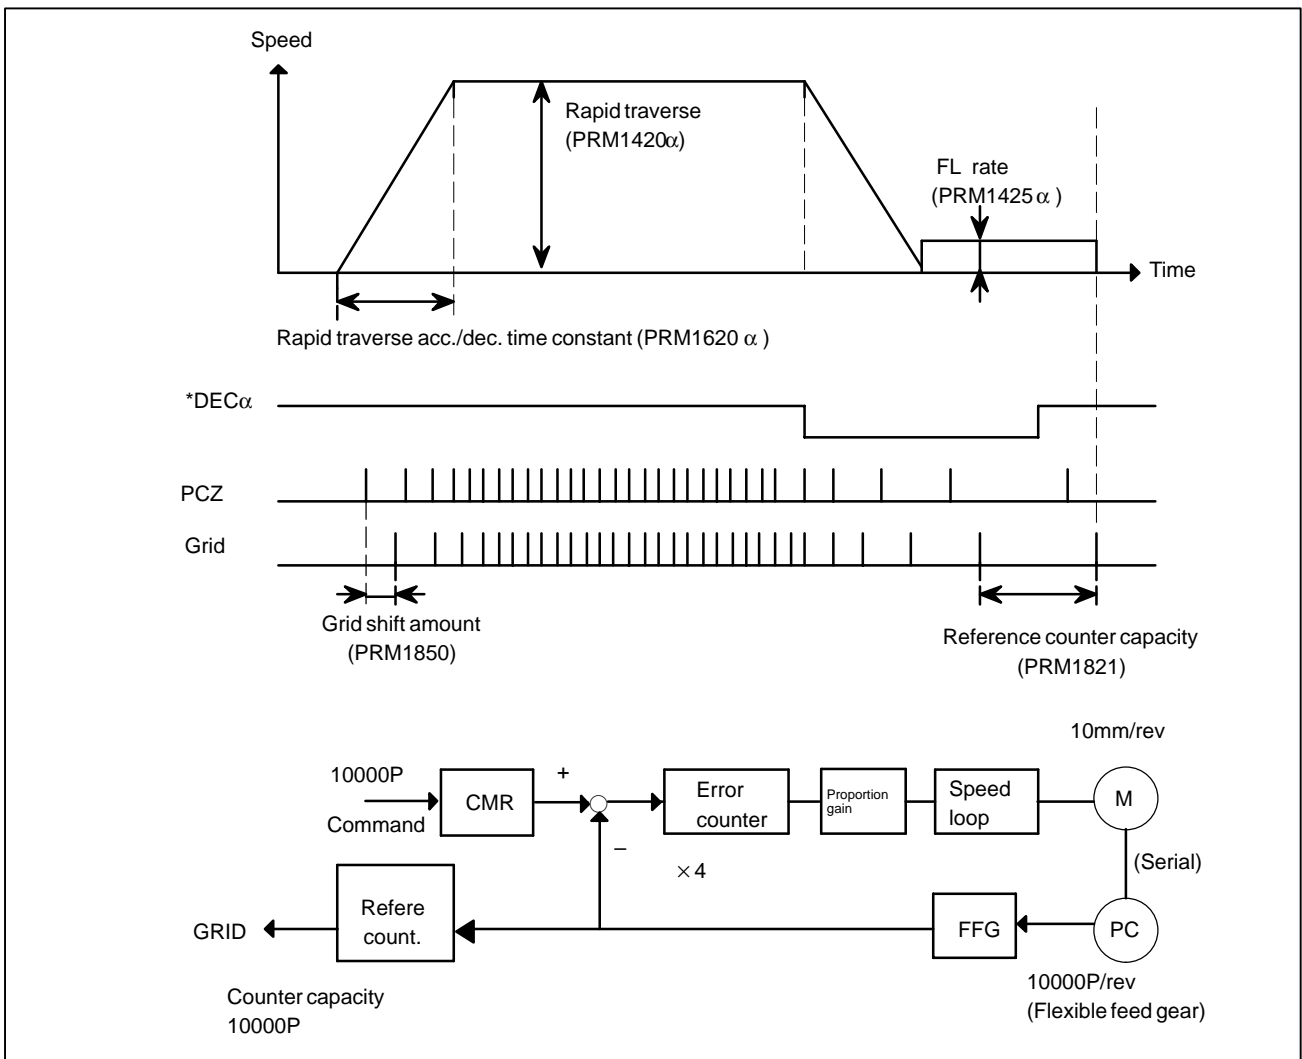 Speed
Rapid traverse
(PRM1420α)
FL rate
(PRM1425 α )
Time
Rapid traverse acc./dec. time constant (PRM1620 α )
*DECα
PCZ
Grid
Grid shift amount
(PRM1850)
Reference counter capacity
(PRM1821)
10mm/rev
10000P
Command
CMR
+
−
Error
counter
Proportion
gain
Speed
loop
M
×4
(Serial)
GRID
Refere
count.
FFG
PC
Counter capacity
10000P
10000P/rev
(Flexible feed gear)